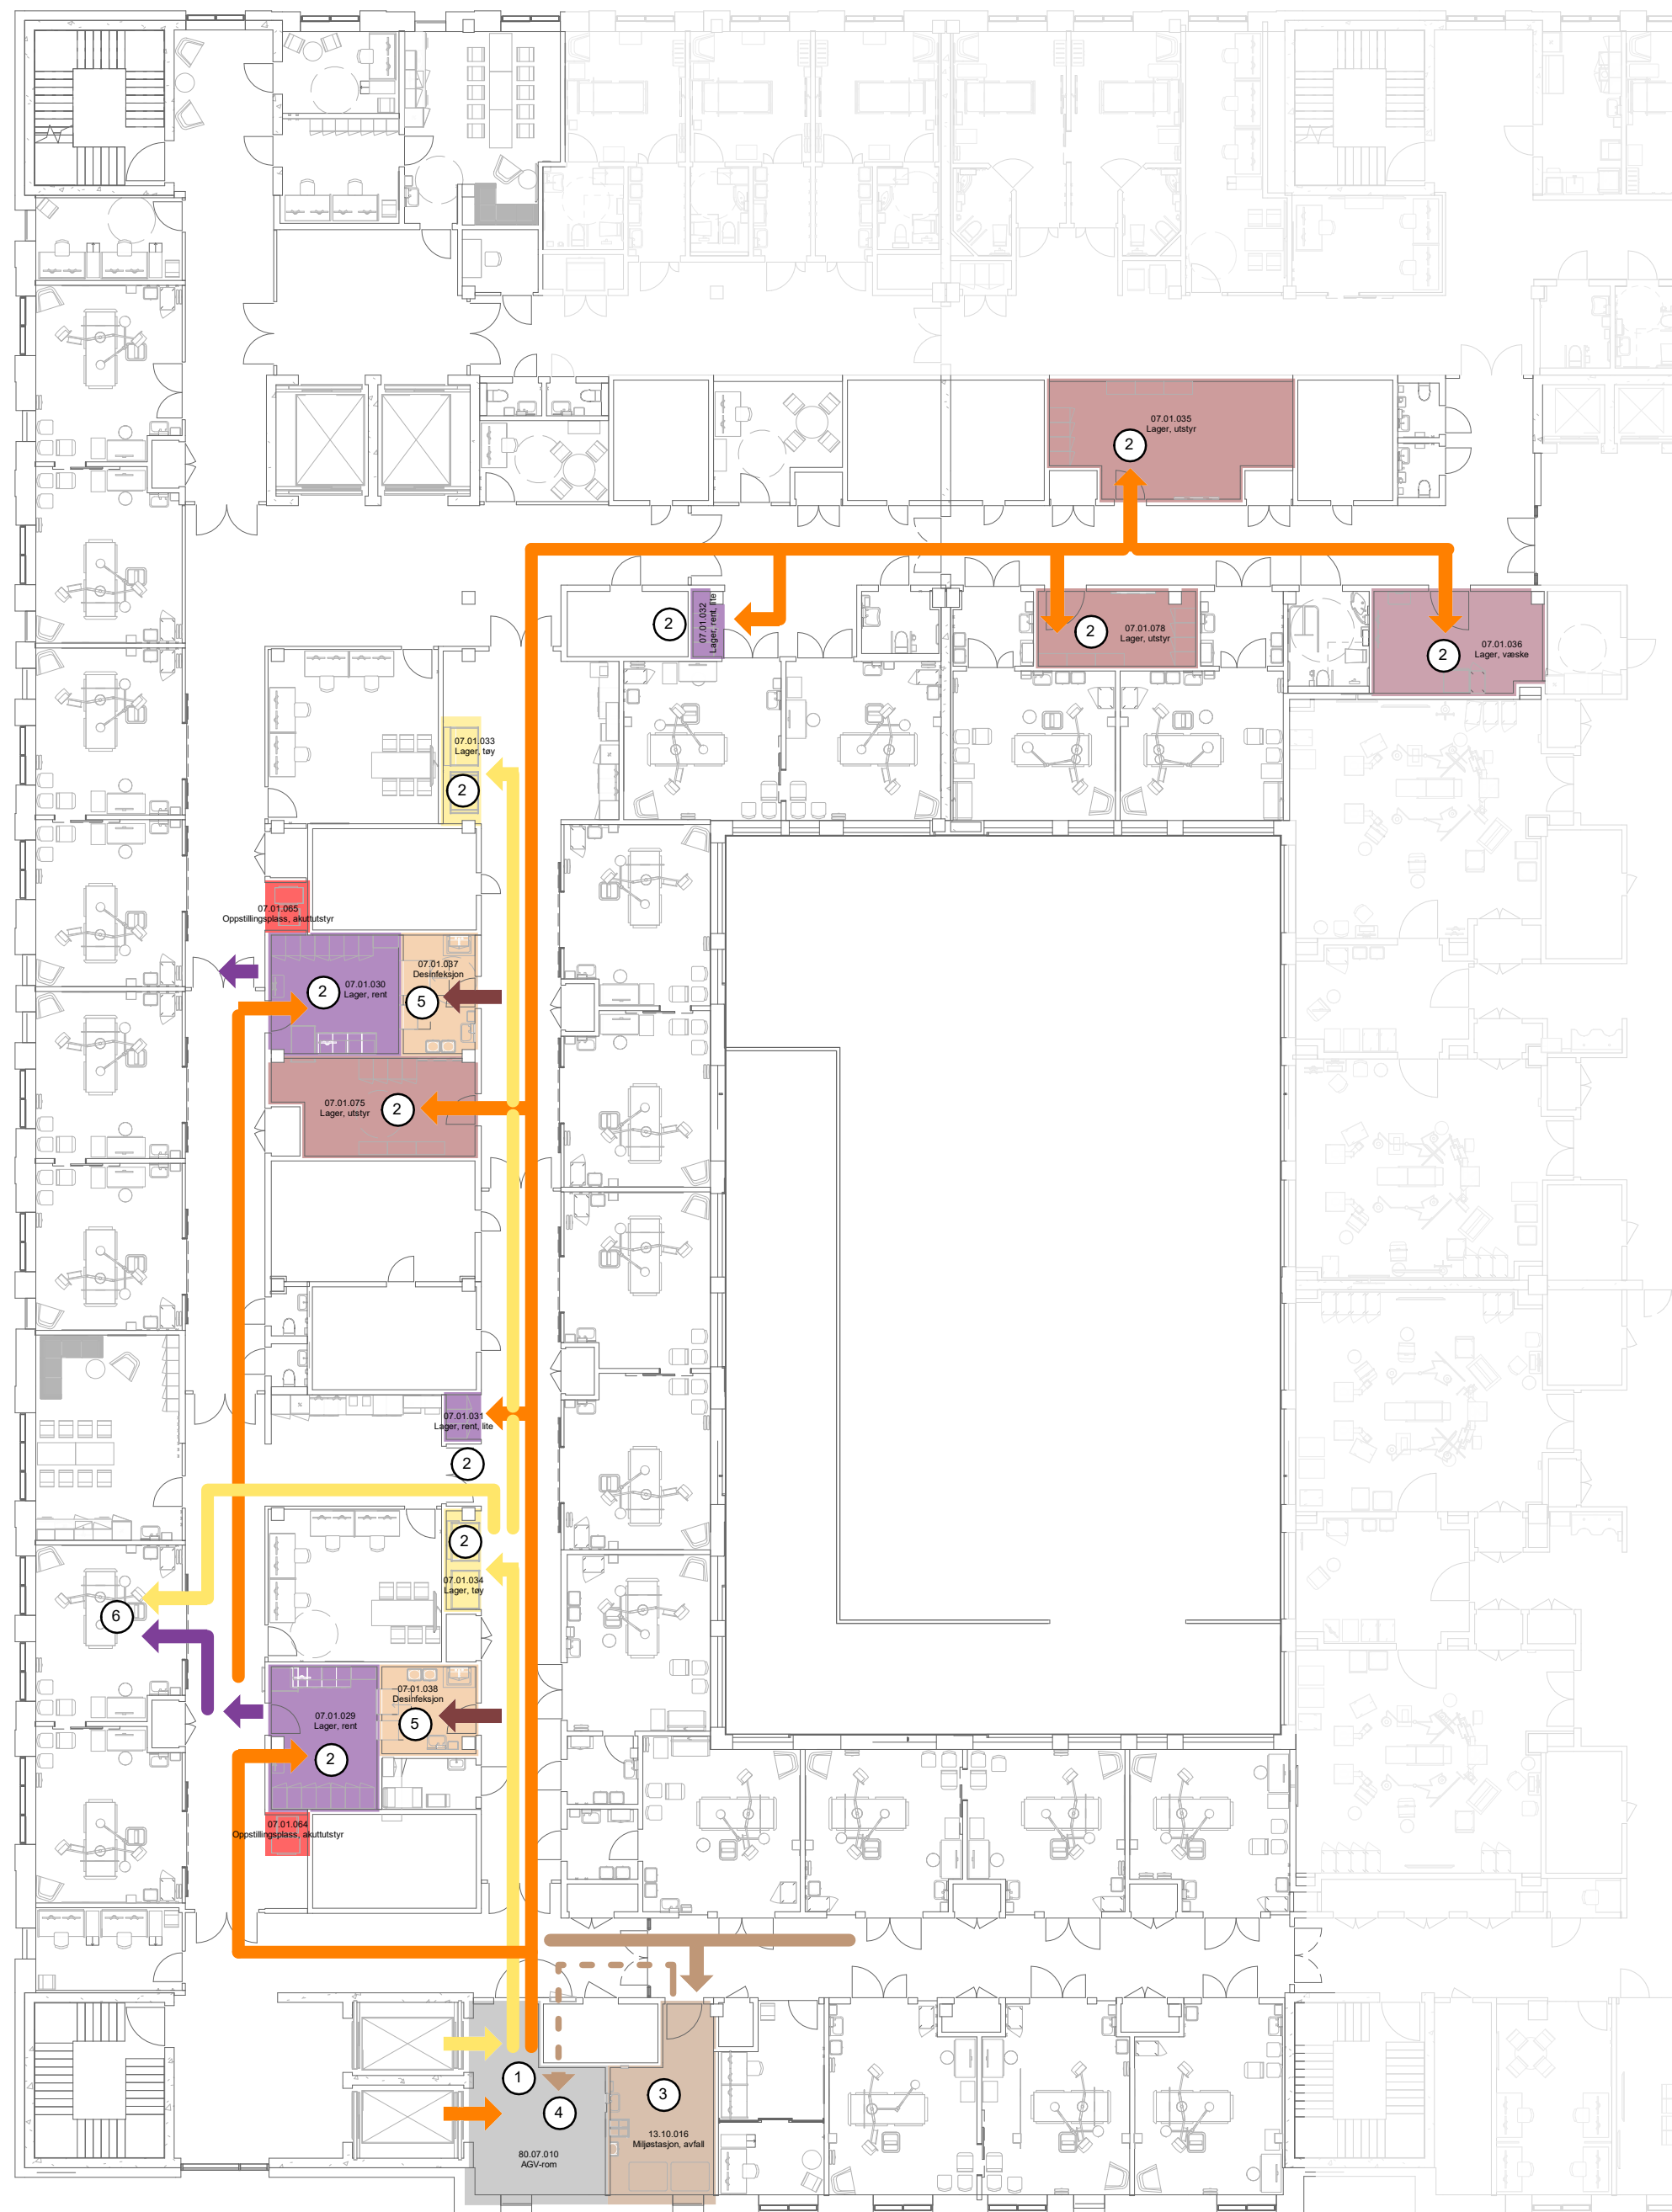 07.01.035
Lager, utstyr
2
07.01.032
Lager, rent, lite
2
07.01.078
Lager, utstyr
2
07.01.036
Lager, væske
2
07.01.033
Lager, tøy
2
07.01.065
Oppstillingsplass, akuttutstyr
07.01.030
Lager, rent
2
07.01.037
Desinfeksjon
5
07.01.075
Lager, utstyr
2
07.01.031
Lager, rent, lite
2
2
07.01.034
Lager, tøy
6
07.01.038
Desinfeksjon
5
07.01.029
Lager, rent
2
07.01.064
Oppstillingsplass, akuttutstyr
1
4
3
13.10.016
Miljøstasjon, avfall
80.07.010
AGV-rom